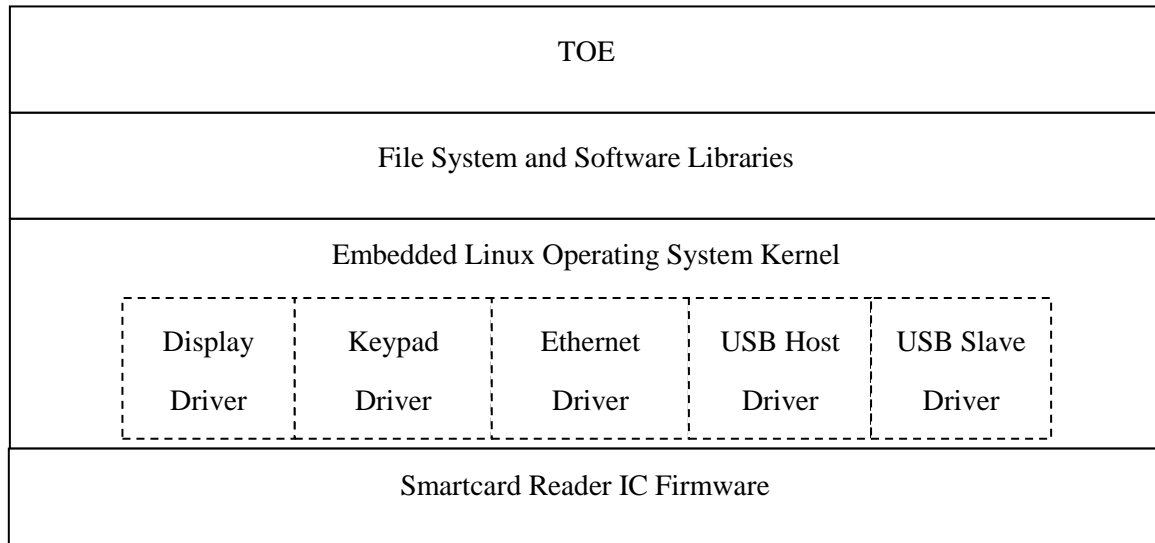 TOE
File System and Software Libraries
Embedded Linux Operating System Kernel
Display Keypad Ethernet USB Host USB Slave
Driver Driver Driver Driver Driver
Smartcard Reader IC Firmware